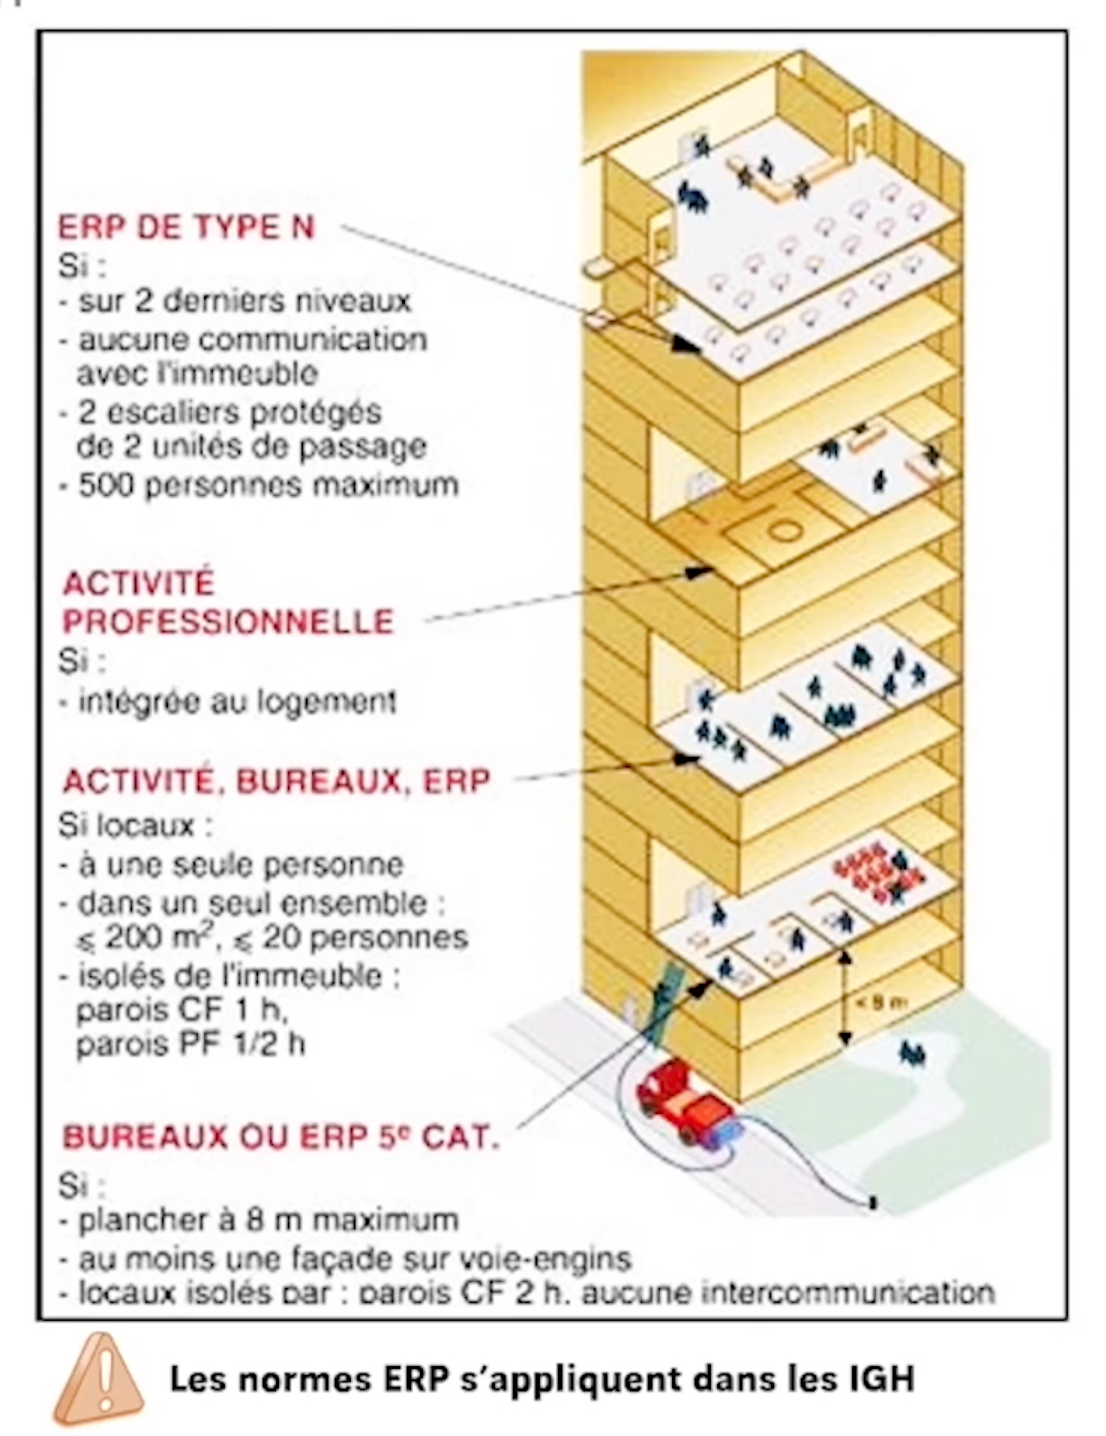 ERP DE TYPE N
Si :
- sur 2 derniers niveaux
- aucune communication
avec l'immeuble
- 2 escaliers protégés
de 2 unités de passage
- 500 personnes maximum
ACTIVITÉ
PROFESSIONNELLE
Si :
- intégrée au logement
ACTIVITÉ, BUREAUX, ERP
Si locaux :
- à une seule personne
- dans un seul ensemble :
⩽ 200 m², ⩽ 20 personnes
- isolés de l'immeuble :
parois CF 1 h,
parois PF 1/2 h
< 8 m
BUREAUX OU ERP 5ᵉ CAT.
Si :
- plancher à 8 m maximum
- au moins une façade sur voie-engins
- locaux isolés par : parois CF 2 h. aucune intercommunication
Les normes ERP s'appliquent dans les IGH